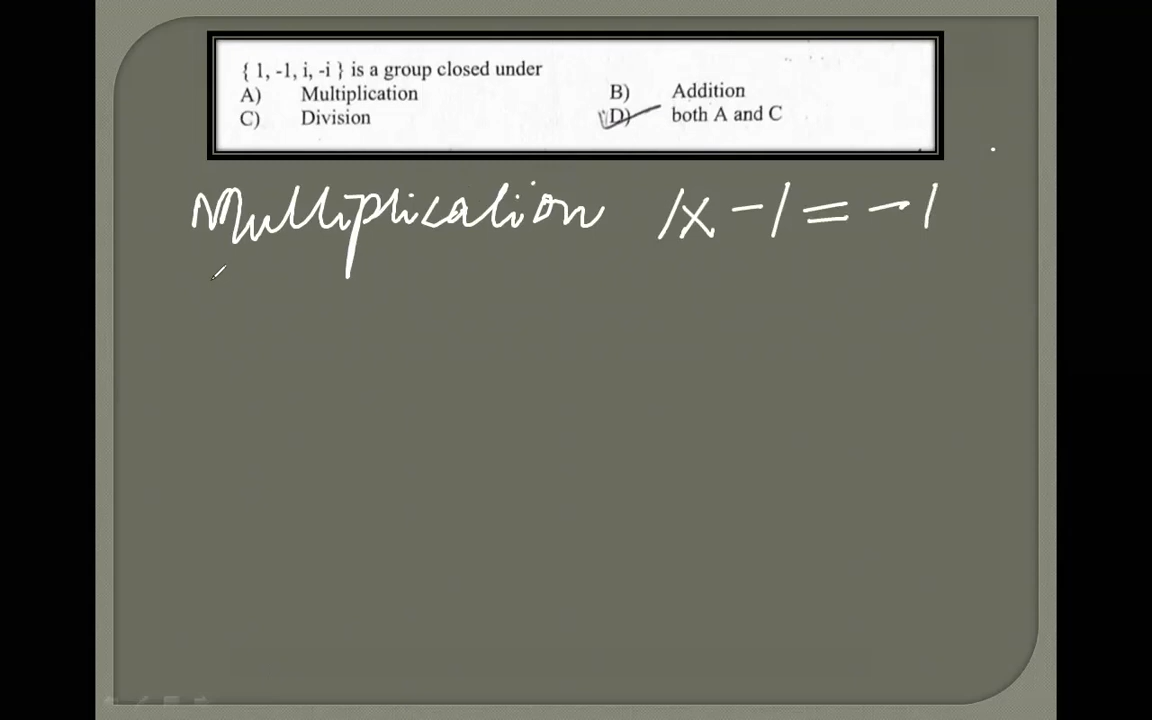 { 1, -1, i, -i } is a group closed under
A) Multiplication B) Addition
C) Division D) both A and C
Multiplication 1x-1=-1